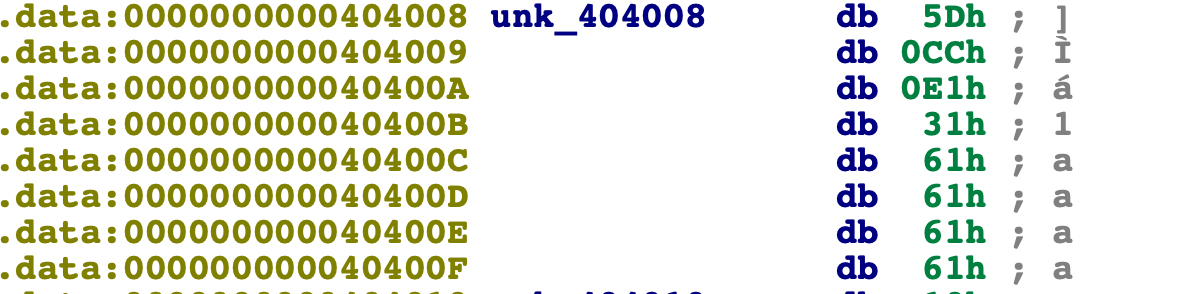 .data:0000000000404008 unk_404008 db 5Dh ; ]
.data:0000000000404009 db 0CCh ; Ì
.data:000000000040400A db 0E1h ; á
.data:000000000040400B db 31h ; 1
.data:000000000040400C db 61h ; a
.data:000000000040400D db 61h ; a
.data:000000000040400E db 61h ; a
.data:000000000040400F db 61h ; a